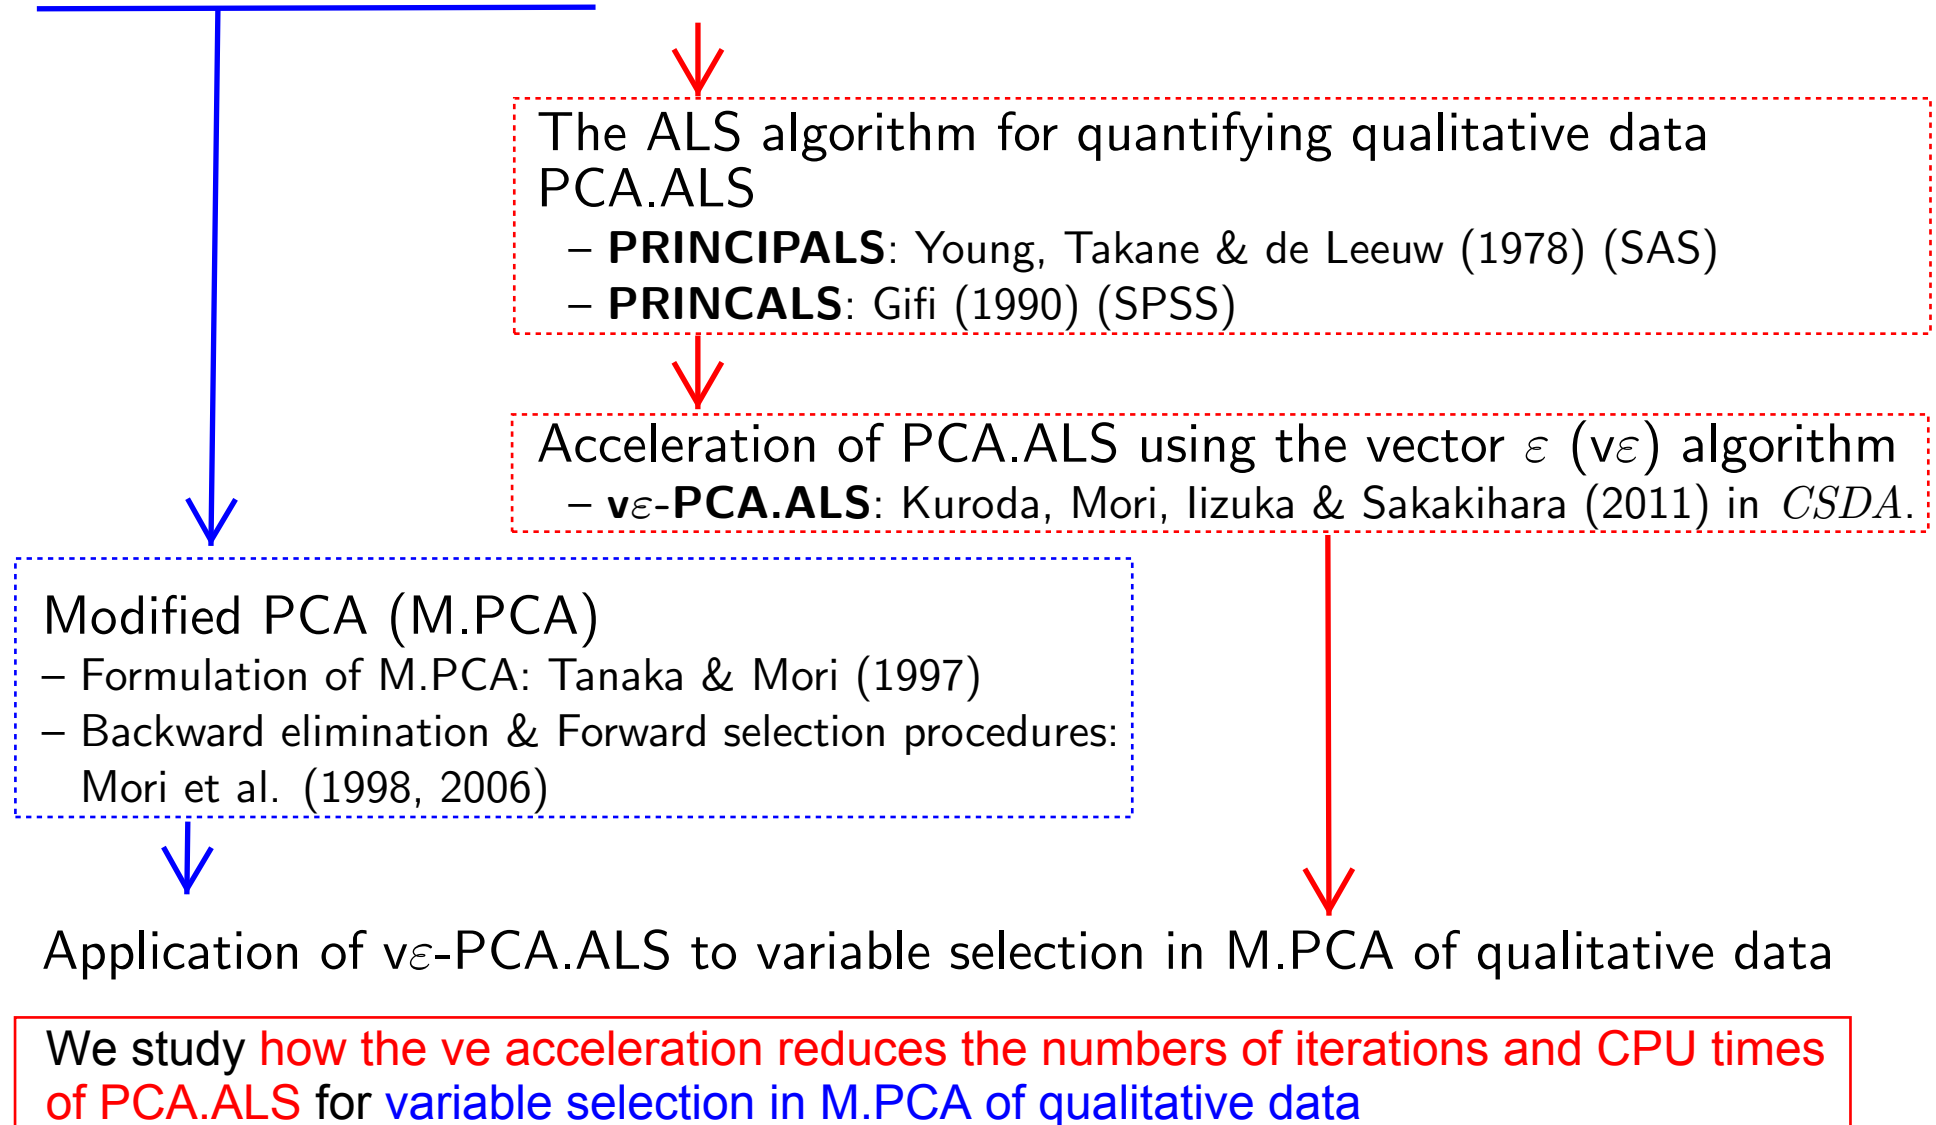 The ALS algorithm for quantifying qualitative data
PCA.ALS
– PRINCIPALS: Young, Takane & de Leeuw (1978) (SAS)
– PRINCALS: Gifi (1990) (SPSS)
Acceleration of PCA.ALS using the vector ε (vε) algorithm
– vε-PCA.ALS: Kuroda, Mori, Iizuka & Sakakihara (2011) in CSDA.
Modified PCA (M.PCA)
– Formulation of M.PCA: Tanaka & Mori (1997)
– Backward elimination & Forward selection procedures:
Mori et al. (1998, 2006)
Application of vε-PCA.ALS to variable selection in M.PCA of qualitative data
We study how the ve acceleration reduces the numbers of iterations and CPU times
of PCA.ALS for variable selection in M.PCA of qualitative data